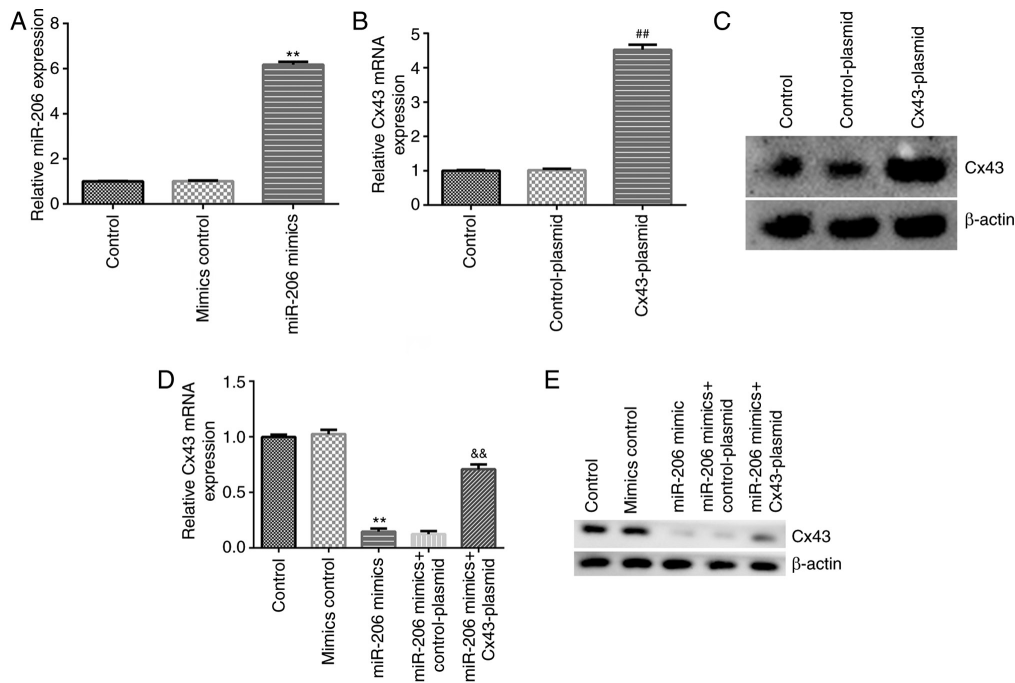 A
Relative miR-206 expression
8
6
4
2
0
**
Control
Mimics control
miR-206 mimics
B
Relative Cx43 mRNA
expression
5
4
3
2
1
0
##
Control
Control-plasmid
Cx43-plasmid
C
Control
Control-plasmid
Cx43-plasmid
Cx43
β-actin
D
Relative Cx43 mRNA
expression
1.5
1.0
0.5
0.0
**
&&
Control
Mimics control
miR-206 mimics
miR-206 mimics+
control-plasmid
miR-206 mimics+
Cx43-plasmid
E
Control
Mimics control
miR-206 mimic
miR-206 mimics+
control-plasmid
miR-206 mimics+
Cx43-plasmid
Cx43
β-actin